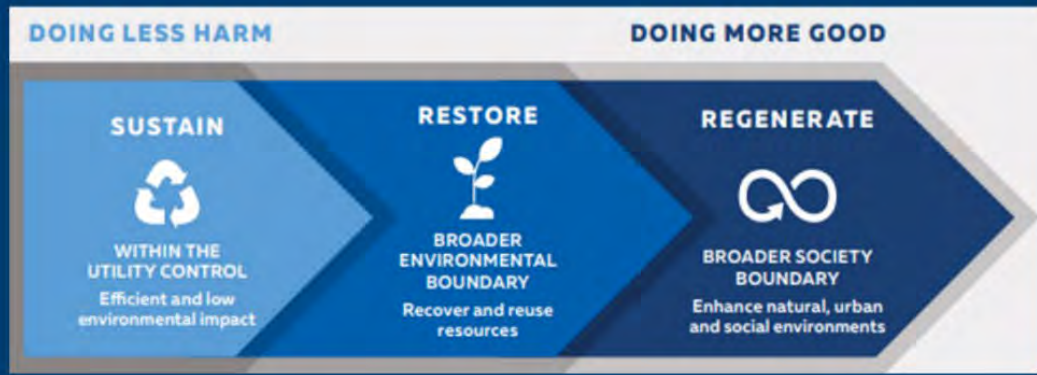 DOING LESS HARM
DOING MORE GOOD
SUSTAIN
WITHIN THE
UTILITY CONTROL
Efficient and low
environmental impact
RESTORE
BROADER
ENVIRONMENTAL
BOUNDARY
Recover and reuse
resources
REGENERATE
BROADER SOCIETY
BOUNDARY
Enhance natural, urban
and social environments